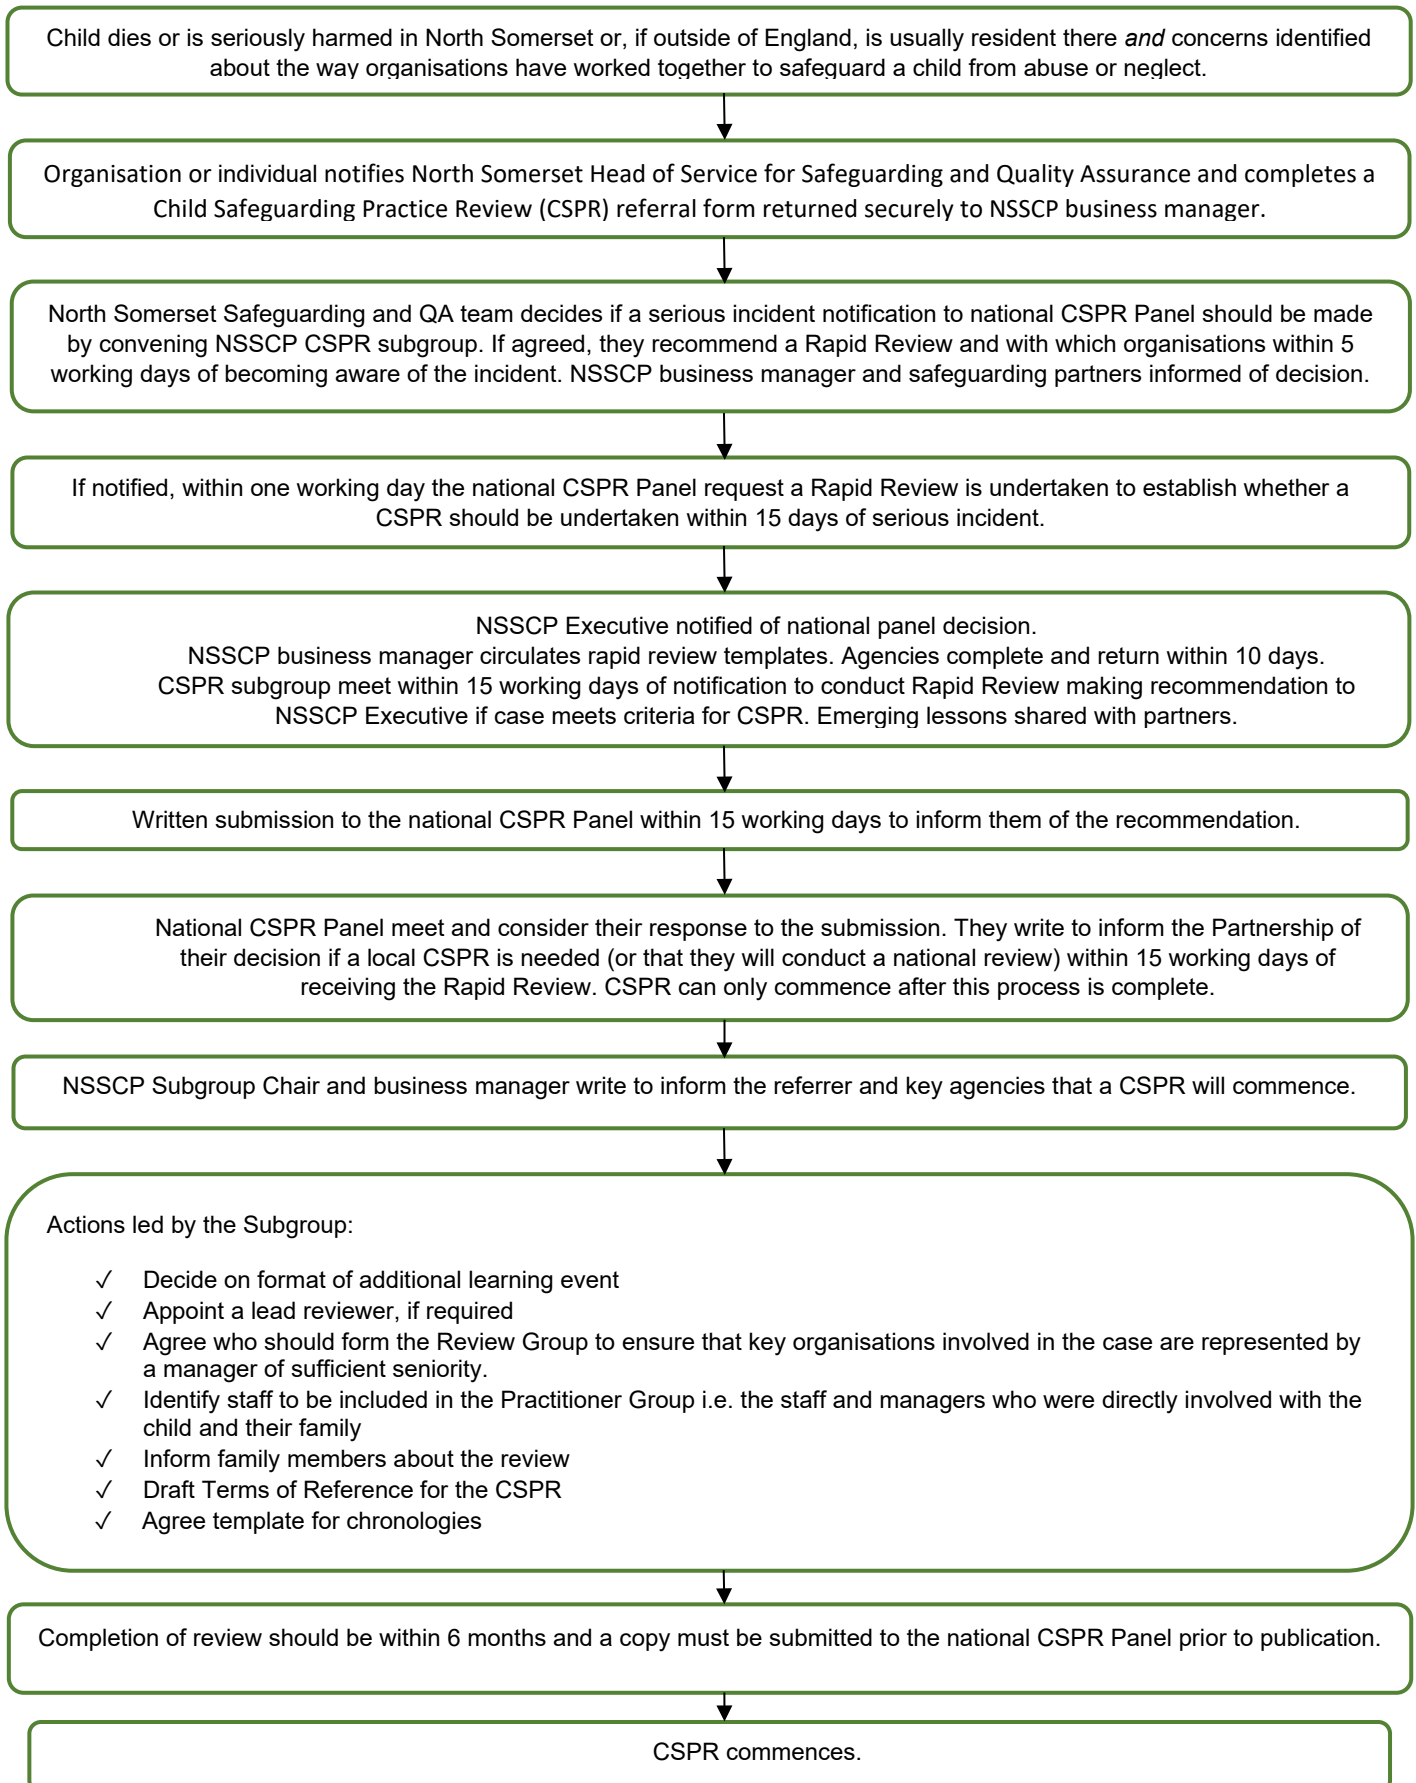 Child dies or is seriously harmed in North Somerset or, if outside of England, is usually resident there and concerns identified
about the way organisations have worked together to safeguard a child from abuse or neglect.
Organisation or individual notifies North Somerset Head of Service for Safeguarding and Quality Assurance and completes a
Child Safeguarding Practice Review (CSPR) referral form returned securely to NSSCP business manager.
North Somerset Safeguarding and QA team decides if a serious incident notification to national CSPR Panel should be made
by convening NSSCP CSPR subgroup. If agreed, they recommend a Rapid Review and with which organisations within 5
working days of becoming aware of the incident. NSSCP business manager and safeguarding partners informed of decision.
If notified, within one working day the national CSPR Panel request a Rapid Review is undertaken to establish whether a
CSPR should be undertaken within 15 days of serious incident.
NSSCP Executive notified of national panel decision.
NSSCP business manager circulates rapid review templates. Agencies complete and return within 10 days.
CSPR subgroup meet within 15 working days of notification to conduct Rapid Review making recommendation to
NSSCP Executive if case meets criteria for CSPR. Emerging lessons shared with partners.
Written submission to the national CSPR Panel within 15 working days to inform them of the recommendation.
National CSPR Panel meet and consider their response to the submission. They write to inform the Partnership of
their decision if a local CSPR is needed (or that they will conduct a national review) within 15 working days of
receiving the Rapid Review. CSPR can only commence after this process is complete.
NSSCP Subgroup Chair and business manager write to inform the referrer and key agencies that a CSPR will commence.
Actions led by the Subgroup:
✓ Decide on format of additional learning event
✓ Appoint a lead reviewer, if required
✓ Agree who should form the Review Group to ensure that key organisations involved in the case are represented by
a manager of sufficient seniority.
✓ Identify staff to be included in the Practitioner Group i.e. the staff and managers who were directly involved with the
child and their family
✓ Inform family members about the review
✓ Draft Terms of Reference for the CSPR
✓ Agree template for chronologies
Completion of review should be within 6 months and a copy must be submitted to the national CSPR Panel prior to publication.
CSPR commences.